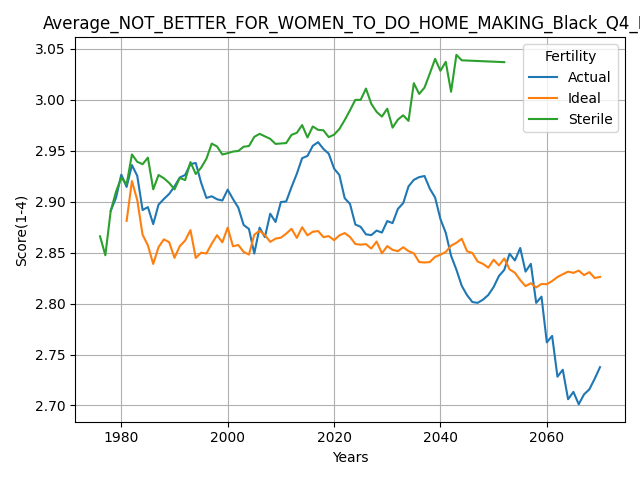 Average_NOT_BETTER_FOR_WOMEN_TO_DO_HOME_MAKING_Black_Q4_
Fertility
Actual
Ideal
Sterile
Score(1-4)
3.05
3.00
2.95
2.90
2.85
2.80
2.75
2.70
1980 2000 2020 2040 2060
Years